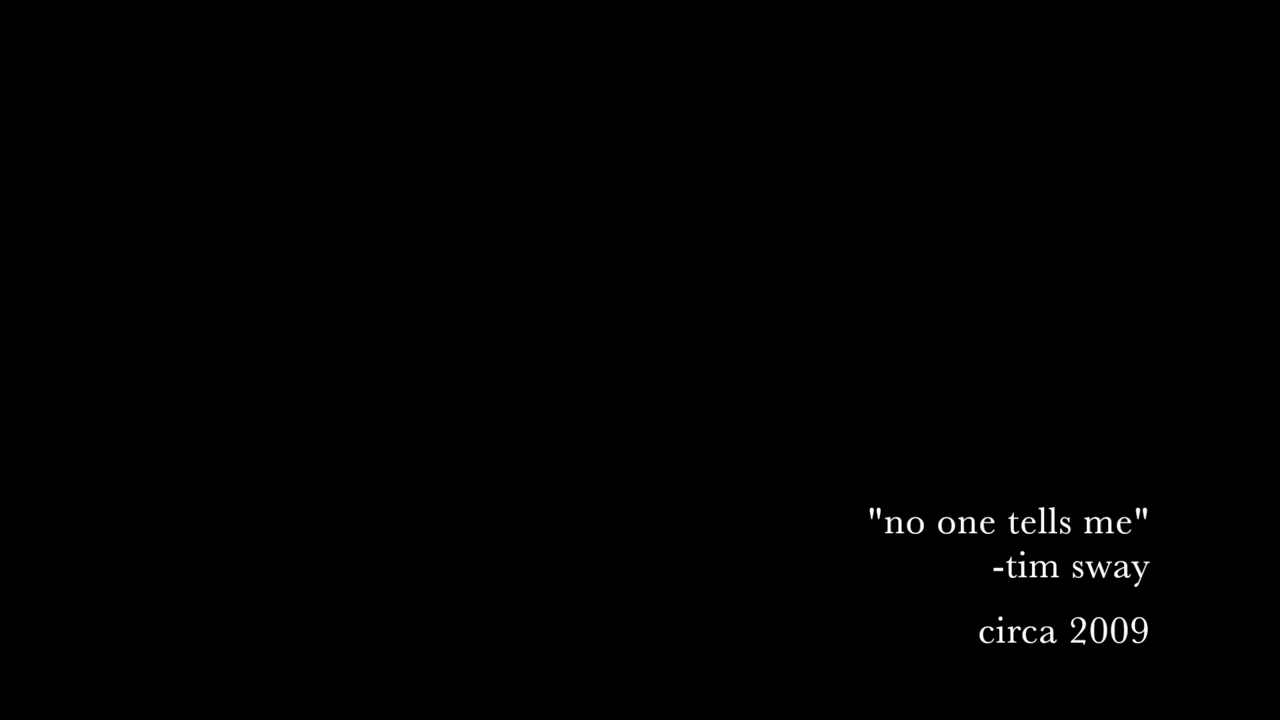 "no one tells me"
-tim sway
circa 2009